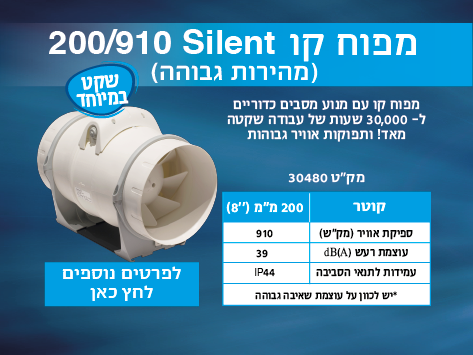 מפוח קו 200/910 Silent
(מהירות גבוהה)
שקט
במיוחד
מפוח קו עם מנוע מסבים כדוריים
ל- 30,000 שעות של עבודה שקטה
מאד! ותפוקות אוויר גבוהות
מק"ט 30480
קוטר 200 מ"מ (8'')
ספיקת אוויר (מק"ש) 910
עוצמת רעש dB(A) 39
עמידות לתנאי הסביבה IP44
*יש לכוון על עוצמת שאיבה גבוהה
לפרטים נוספים
לחץ כאן